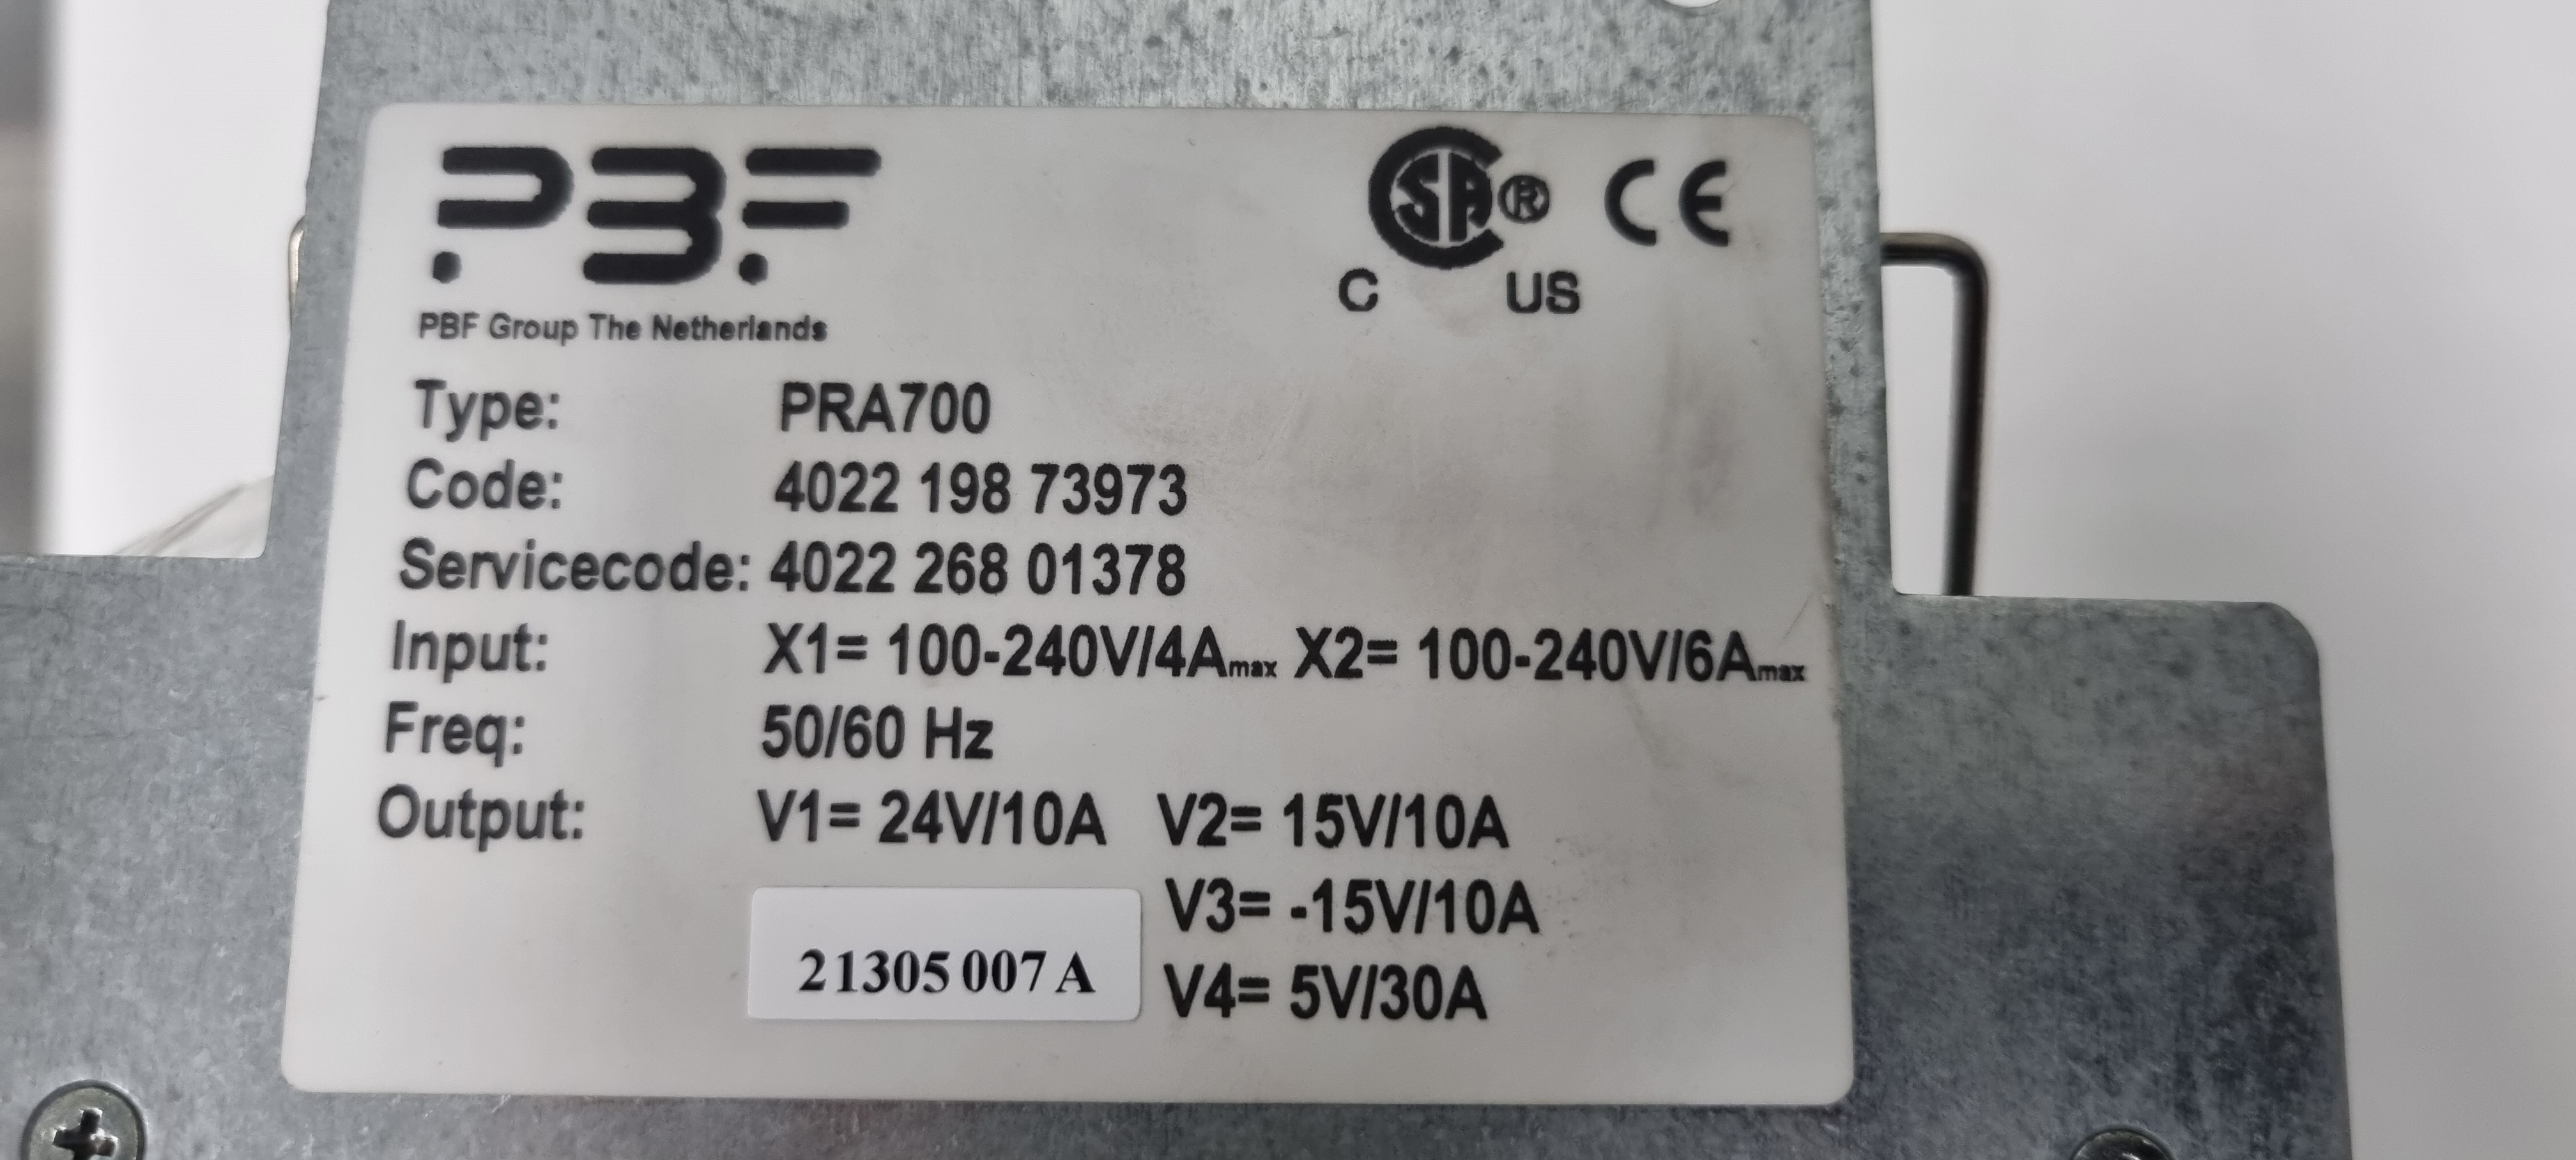 PBF
SA® CE
C US
PBF Group The Netherlands
Type: PRA700
Code: 4022 198 73973
Servicecode: 4022 268 01378
Input: X1= 100-240V/4Amax X2= 100-240V/6Amax
Freq: 50/60 Hz
Output: V1= 24V/10A V2= 15V/10A
V3= -15V/10A
21305 007 A V4= 5V/30A